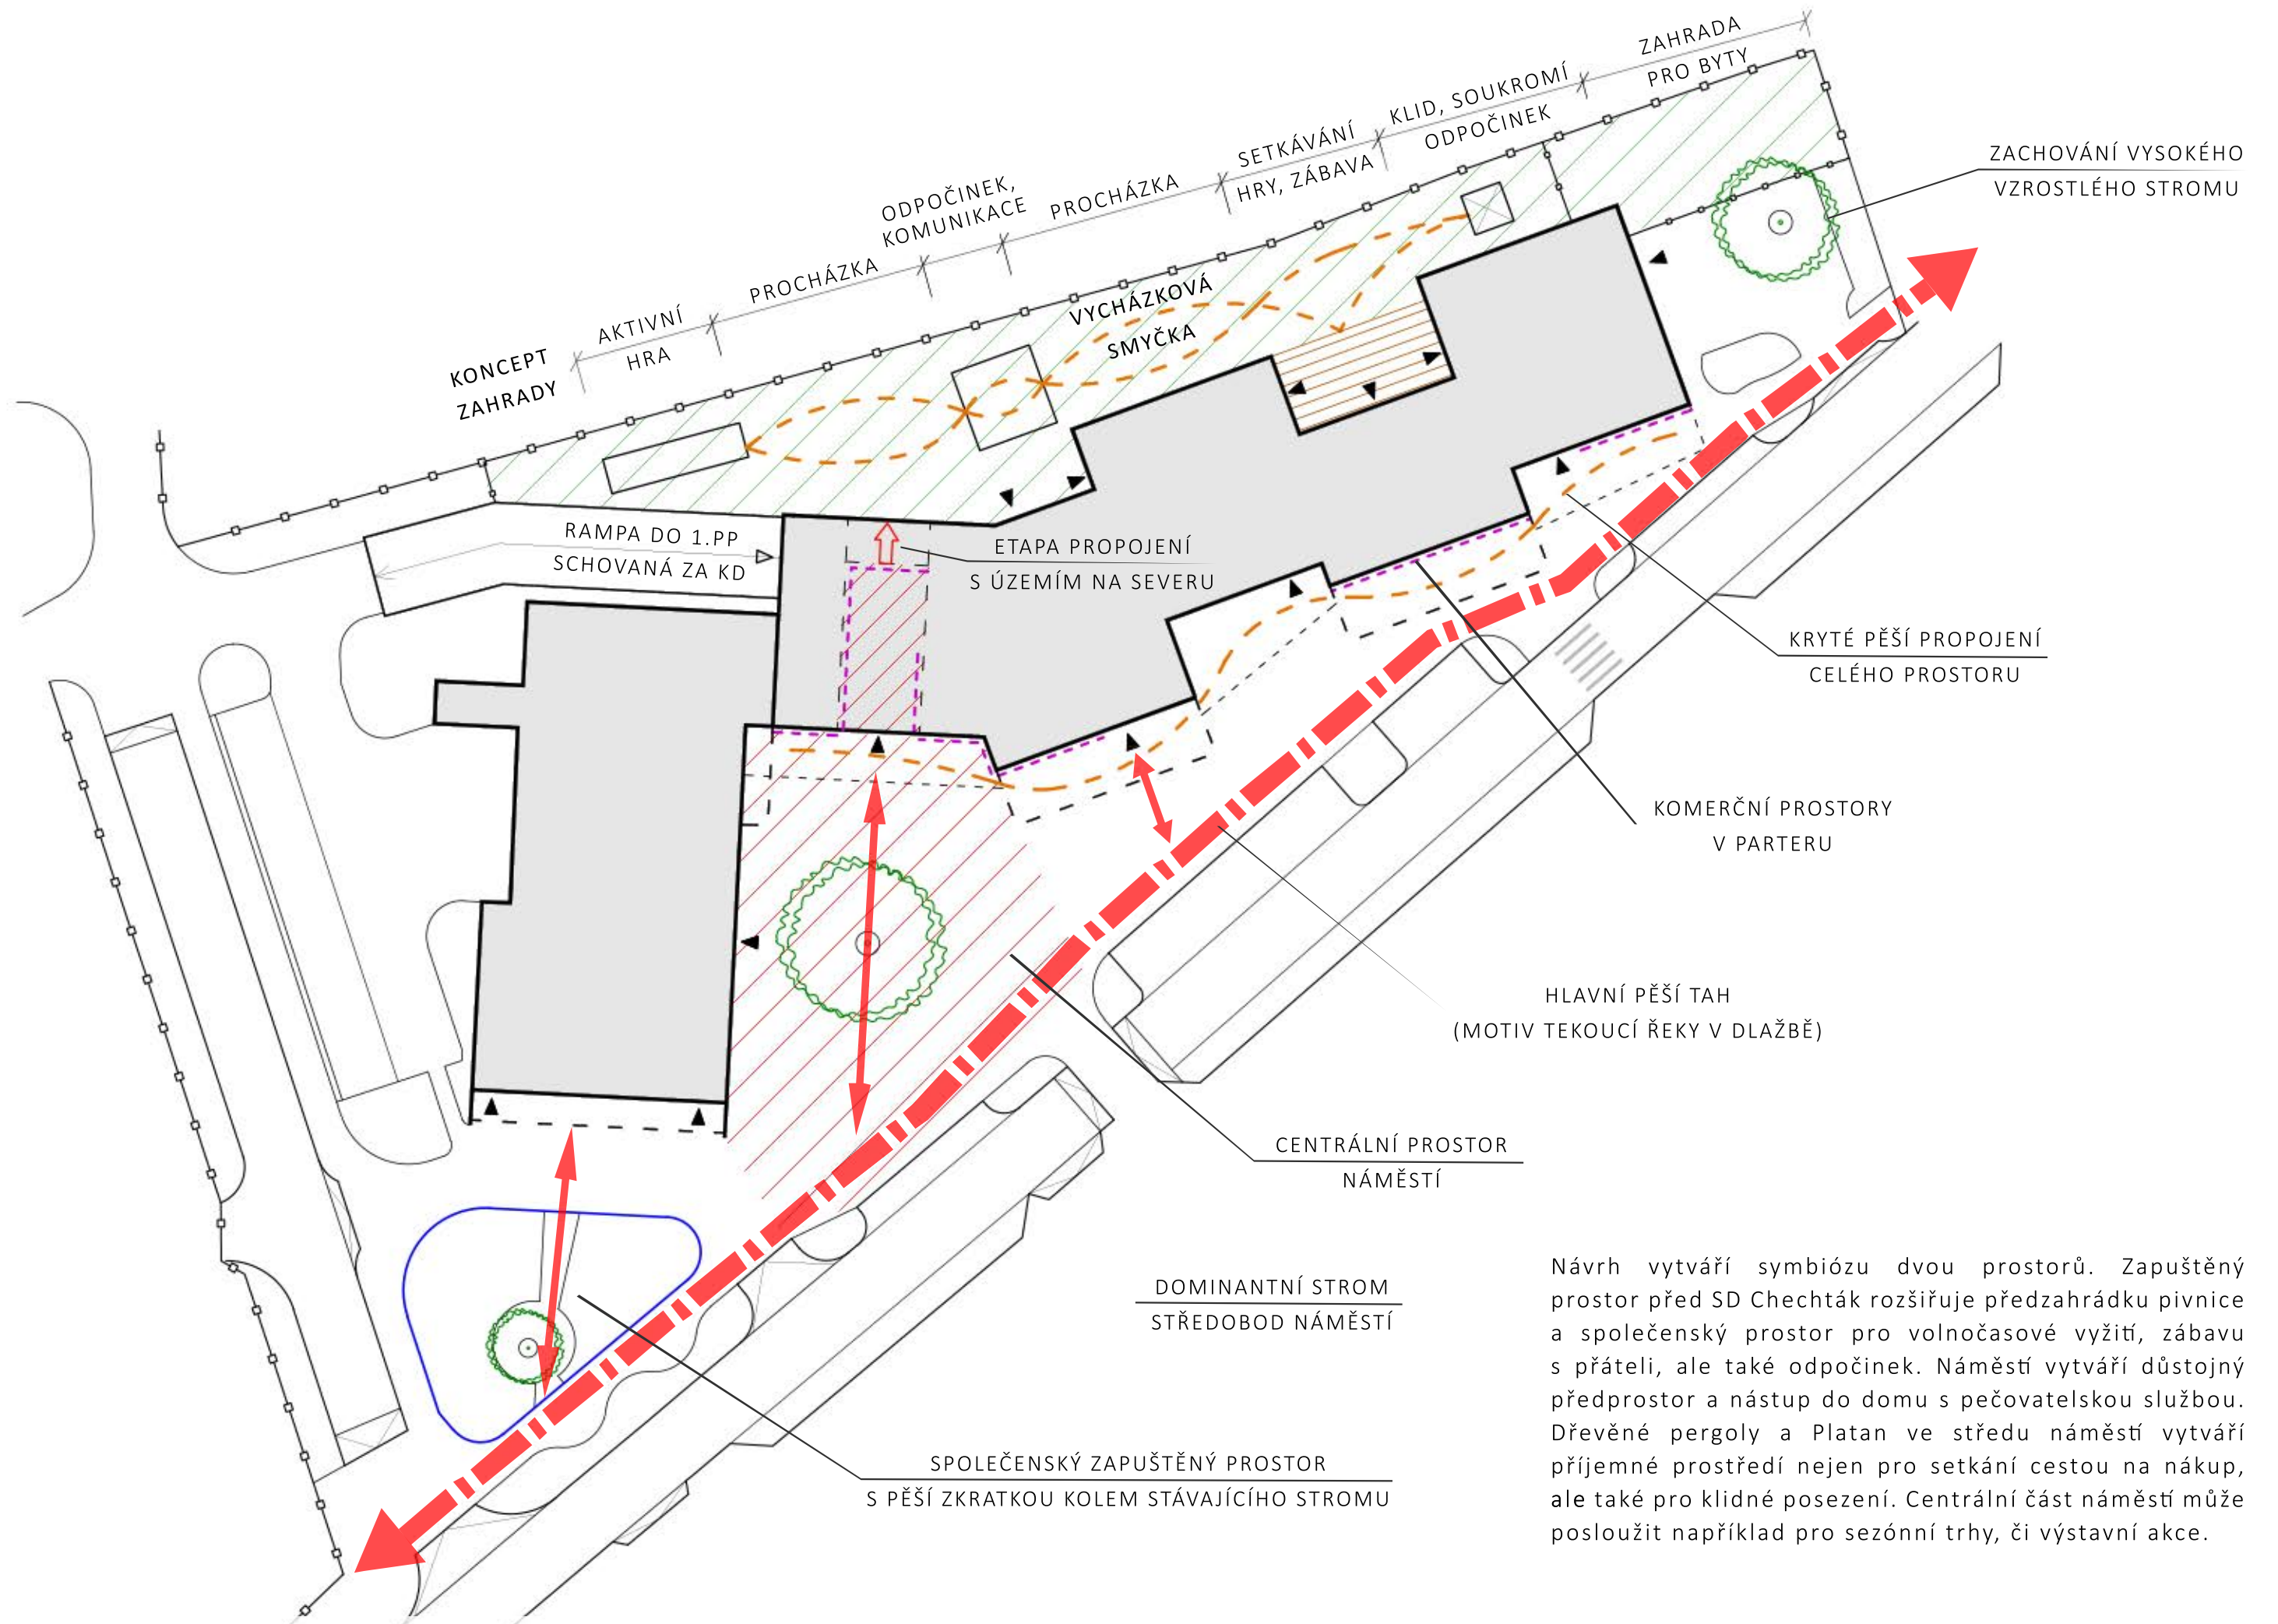 KONCEPT
ZAHRADY
AKTIVNÍ
HRA
PROCHÁZKA
ODPOČINEK,
KOMUNIKACE
PROCHÁZKA
SETKÁVÁNÍ
HRY, ZÁBAVA
KLID, SOUKROMÍ
ODPOČINEK
ZAHRADA
PRO BYTY
ZACHOVÁNÍ VYSOKÉHO
VZROSTLÉHO STROMU
VYCHÁZKOVÁ
SMYČKA
RAMPA DO 1.PP
SCHOVANÁ ZA KD
ETAPA PROPOJENÍ
S ÚZEMÍM NA SEVERU
KRYTÉ PĚŠÍ PROPOJENÍ
CELÉHO PROSTORU
KOMERČNÍ PROSTORY
V PARTERU
HLAVNÍ PĚŠÍ TAH
(MOTIV TEKOUCÍ ŘEKY V DLAŽBĚ)
CENTRÁLNÍ PROSTOR
NÁMĚSTÍ
DOMINANTNÍ STROM
STŘEDOBOD NÁMĚSTÍ
SPOLEČENSKÝ ZAPUŠTĚNÝ PROSTOR
S PĚŠÍ ZKRATKOU KOLEM STÁVAJÍCÍHO STROMU
Návrh vytváří symbiózu dvou prostorů. Zapuštěný
prostor před SD Chechták rozšiřuje předzahrádku pivnice
a společenský prostor pro volnočasové vyžití, zábavu
s přáteli, ale také odpočinek. Náměstí vytváří důstojný
předprostor a nástup do domu s pečovatelskou službou.
Dřevěné pergoly a Platan ve středu náměstí vytváří
příjemné prostředí nejen pro setkání cestou na nákup,
ale také pro klidné posezení. Centrální část náměstí může
posloužit například pro sezónní trhy, či výstavní akce.